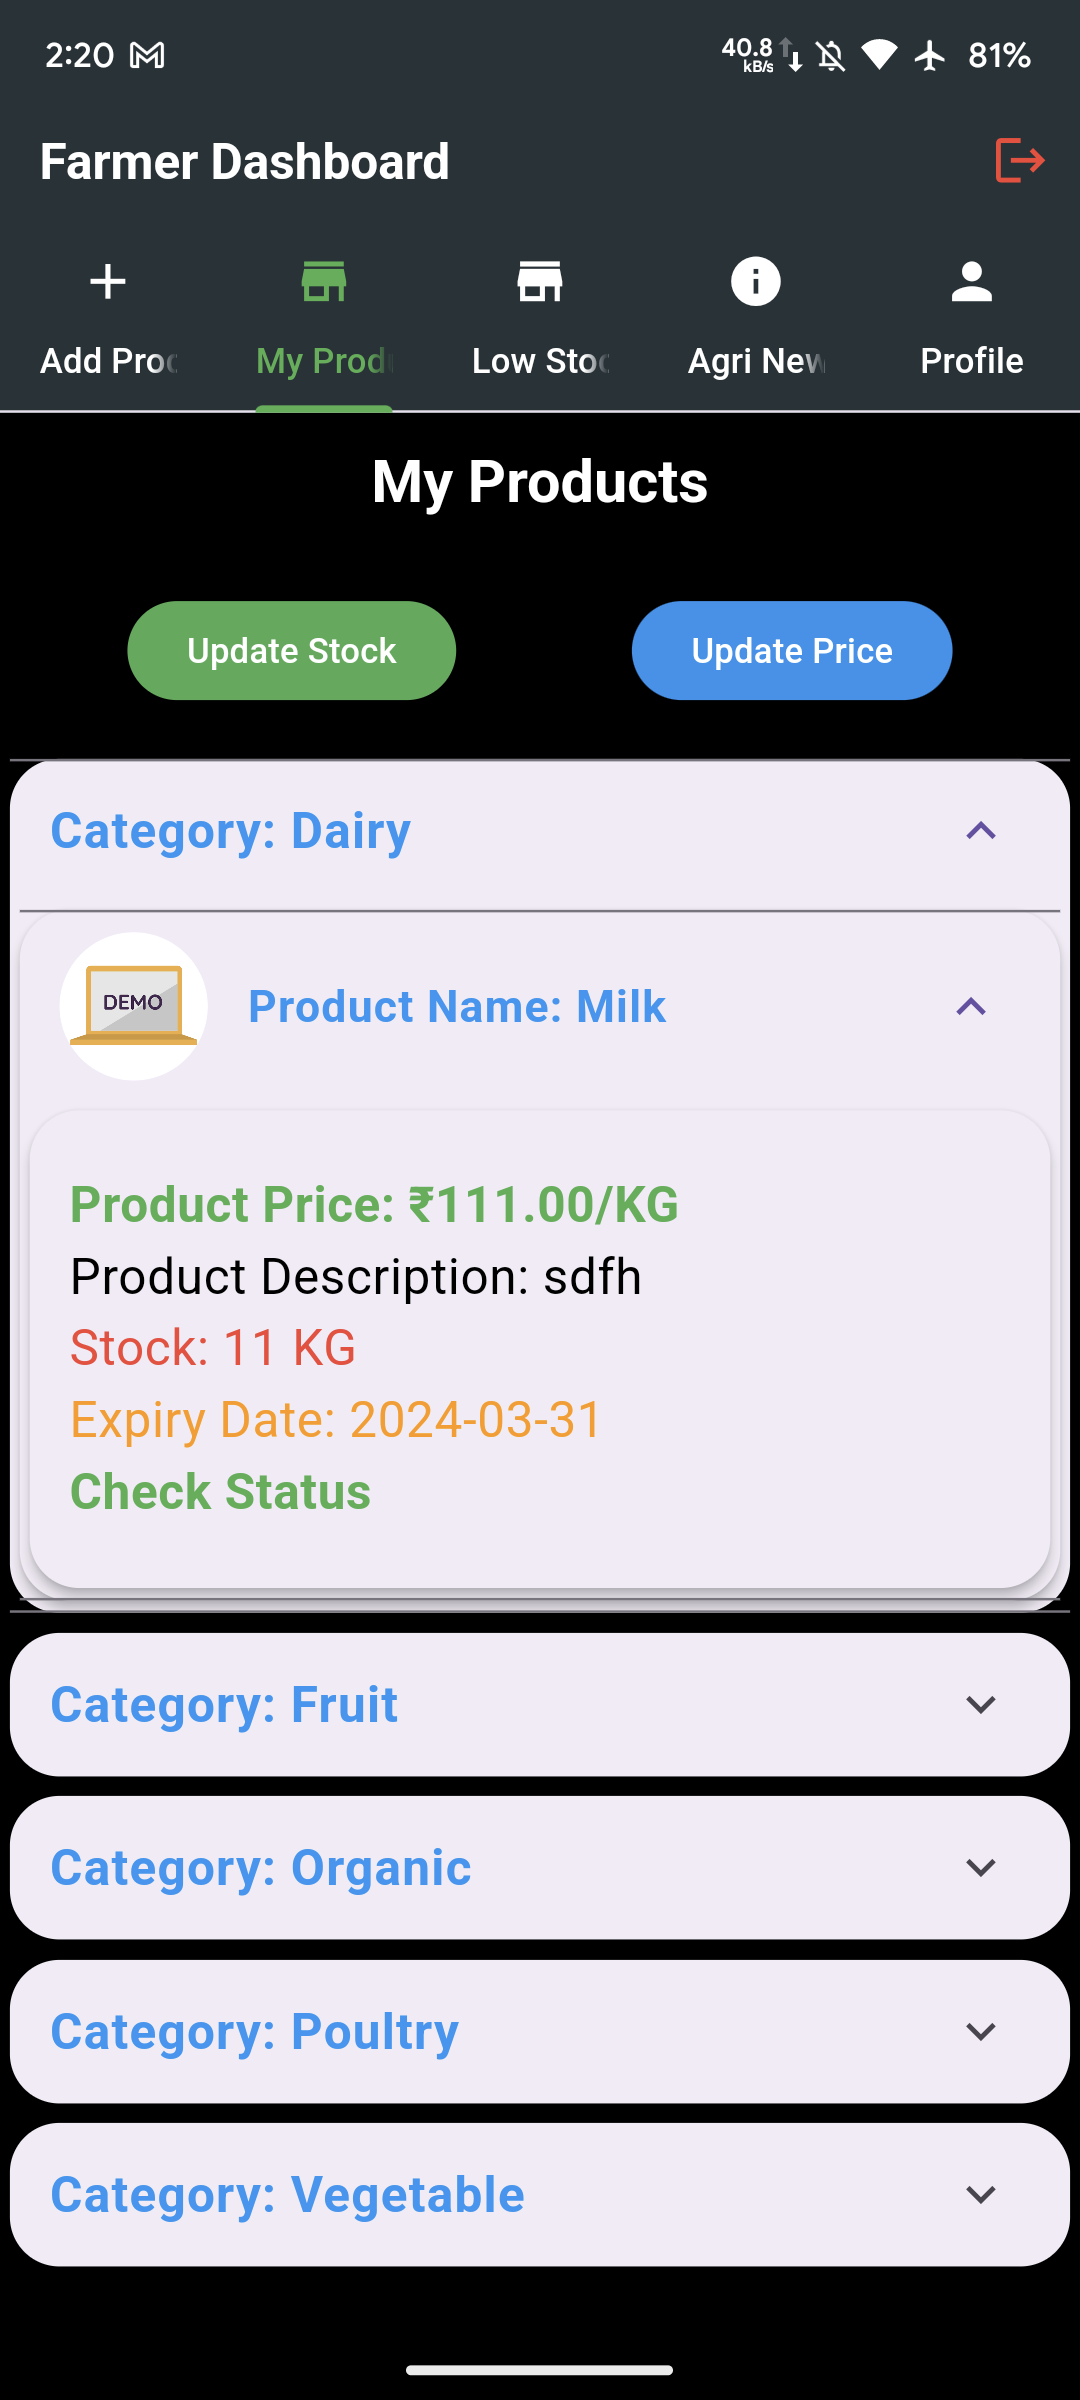 2:20
40.8
kB/s
81%
Farmer Dashboard
Add Proc
My Prod
Low Stoc
Agri New
Profile
My Products
Update Stock
Update Price
Category: Dairy
DEMO
Product Name: Milk
Product Price: ₹111.00/KG
Product Description: sdfh
Stock: 11 KG
Expiry Date: 2024-03-31
Check Status
Category: Fruit
Category: Organic
Category: Poultry
Category: Vegetable